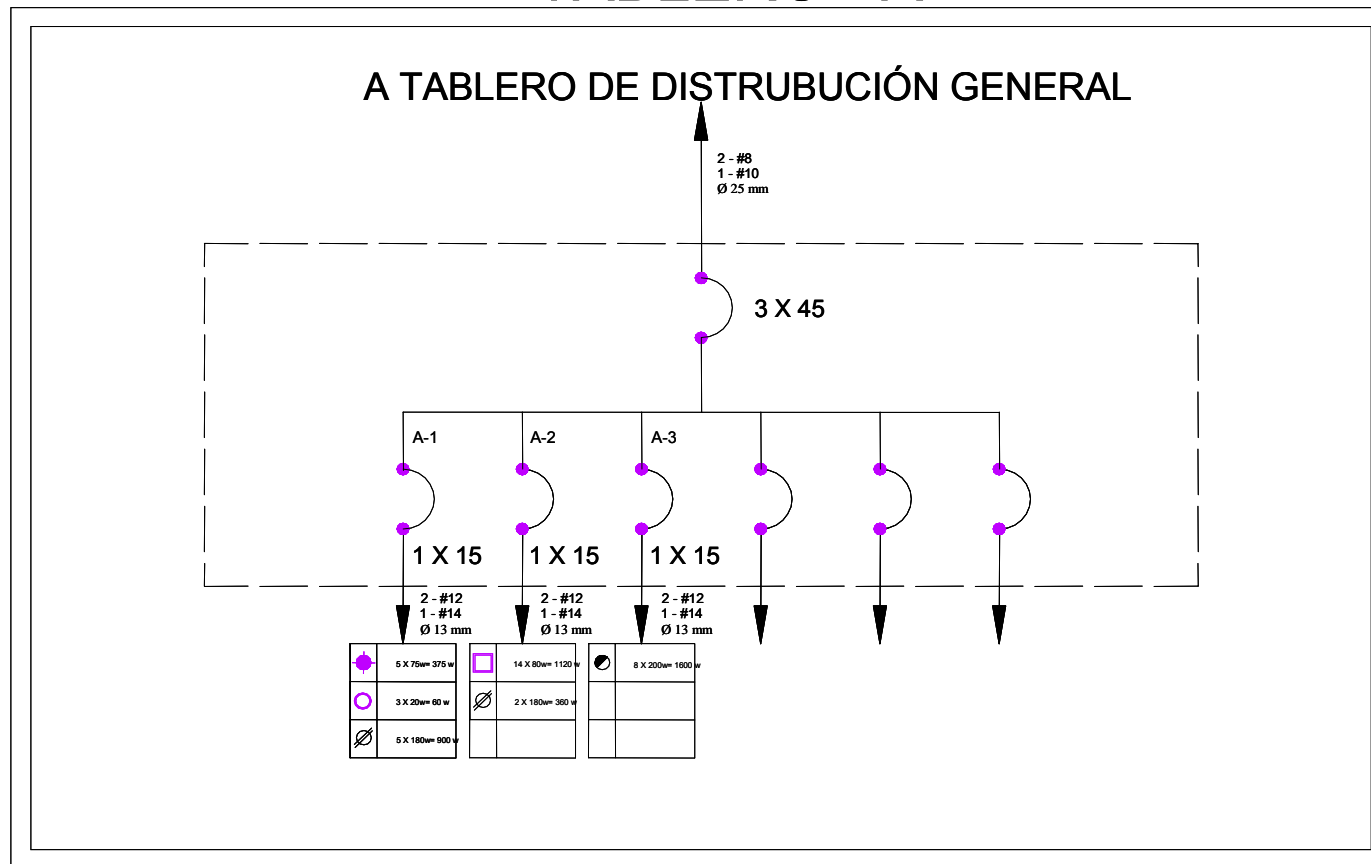 A TABLERO DE DISTRUBUCIÓN GENERAL
2 - #8
1 - #10
Ø 25 mm
3 X 45
A-1
A-2
A-3
1 X 15
1 X 15
1 X 15
2 - #12
1 - #14
Ø 13 mm
2 - #12
1 - #14
Ø 13 mm
2 - #12
1 - #14
Ø 13 mm
5 X 75w= 375 w
3 X 20w= 60 w
5 X 180w= 900 w
14 X 80w= 1120 w
2 X 180w= 360 w
8 X 200w= 1600 w